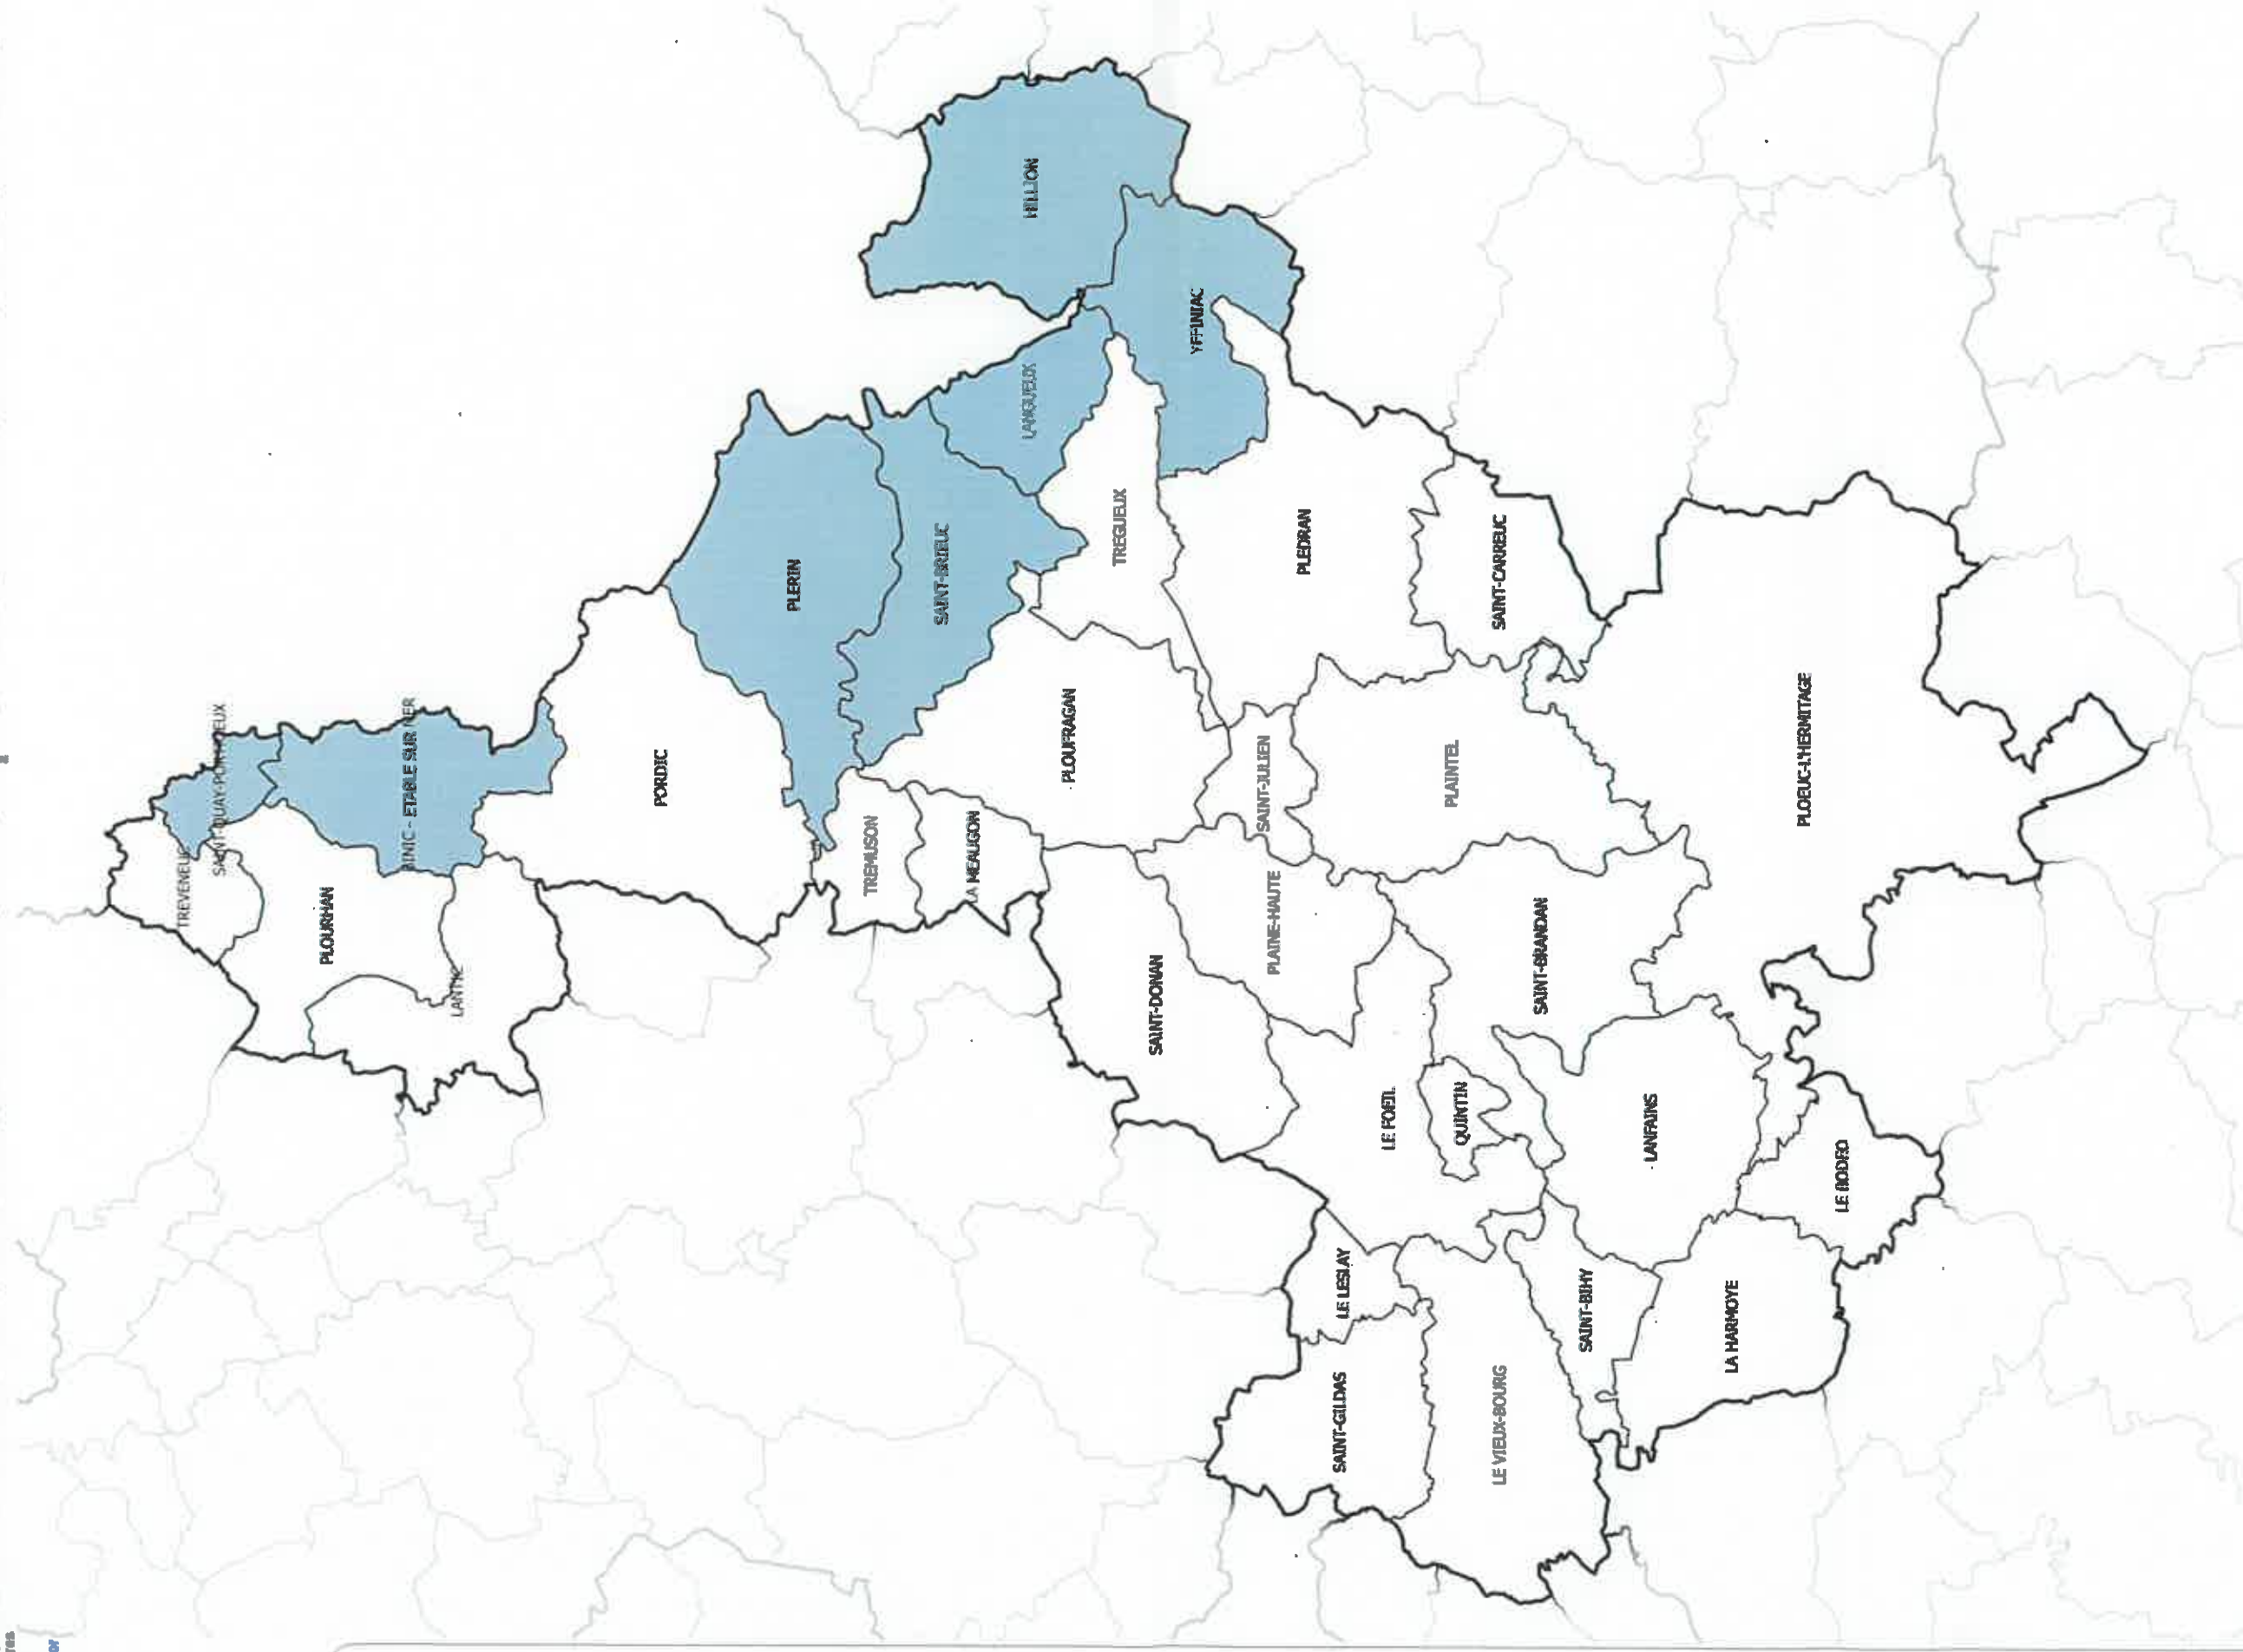 TREVENEUC
SAINT-QUAY-PORTRIEUX
PLOURHAN
BINIC - ETABLE SUR MER
LANTIC
PORDIC
PLERIN
TREMUSON
SAINT-BRIEUC
LA MEAUGON
LANGUEUX
HILLION
PLOUFRAGAN
TREGUEUX
SAINT-DONAN
YFFINIAC
SAINT-JULIEN
PLAINE-HAUTE
PLEDRAN
SAINT-GILDAS
LE LESLAY
LE FOEIL
PLAINTEL
QUINTIN
LE VIEUX-BOURG
SAINT-CARREUC
SAINT-BRANDAN
SAINT-BIHY
LANFAINS
LA HARMOYE
PLOEUC-L'HERMITAGE
LE BODEO